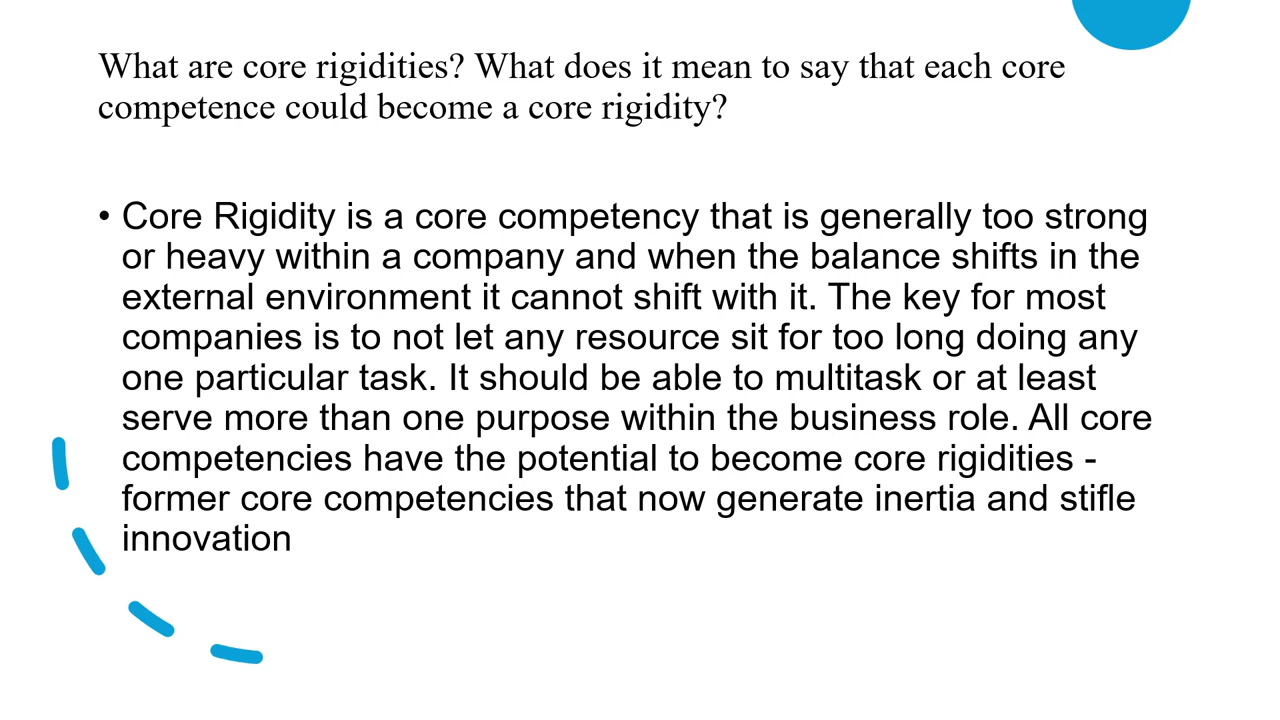 What are core rigidities? What does it mean to say that each core
competence could become a core rigidity?
• Core Rigidity is a core competency that is generally too strong
or heavy within a company and when the balance shifts in the
external environment it cannot shift with it. The key for most
companies is to not let any resource sit for too long doing any
one particular task. It should be able to multitask or at least
serve more than one purpose within the business role. All core
competencies have the potential to become core rigidities -
former core competencies that now generate inertia and stifle
innovation